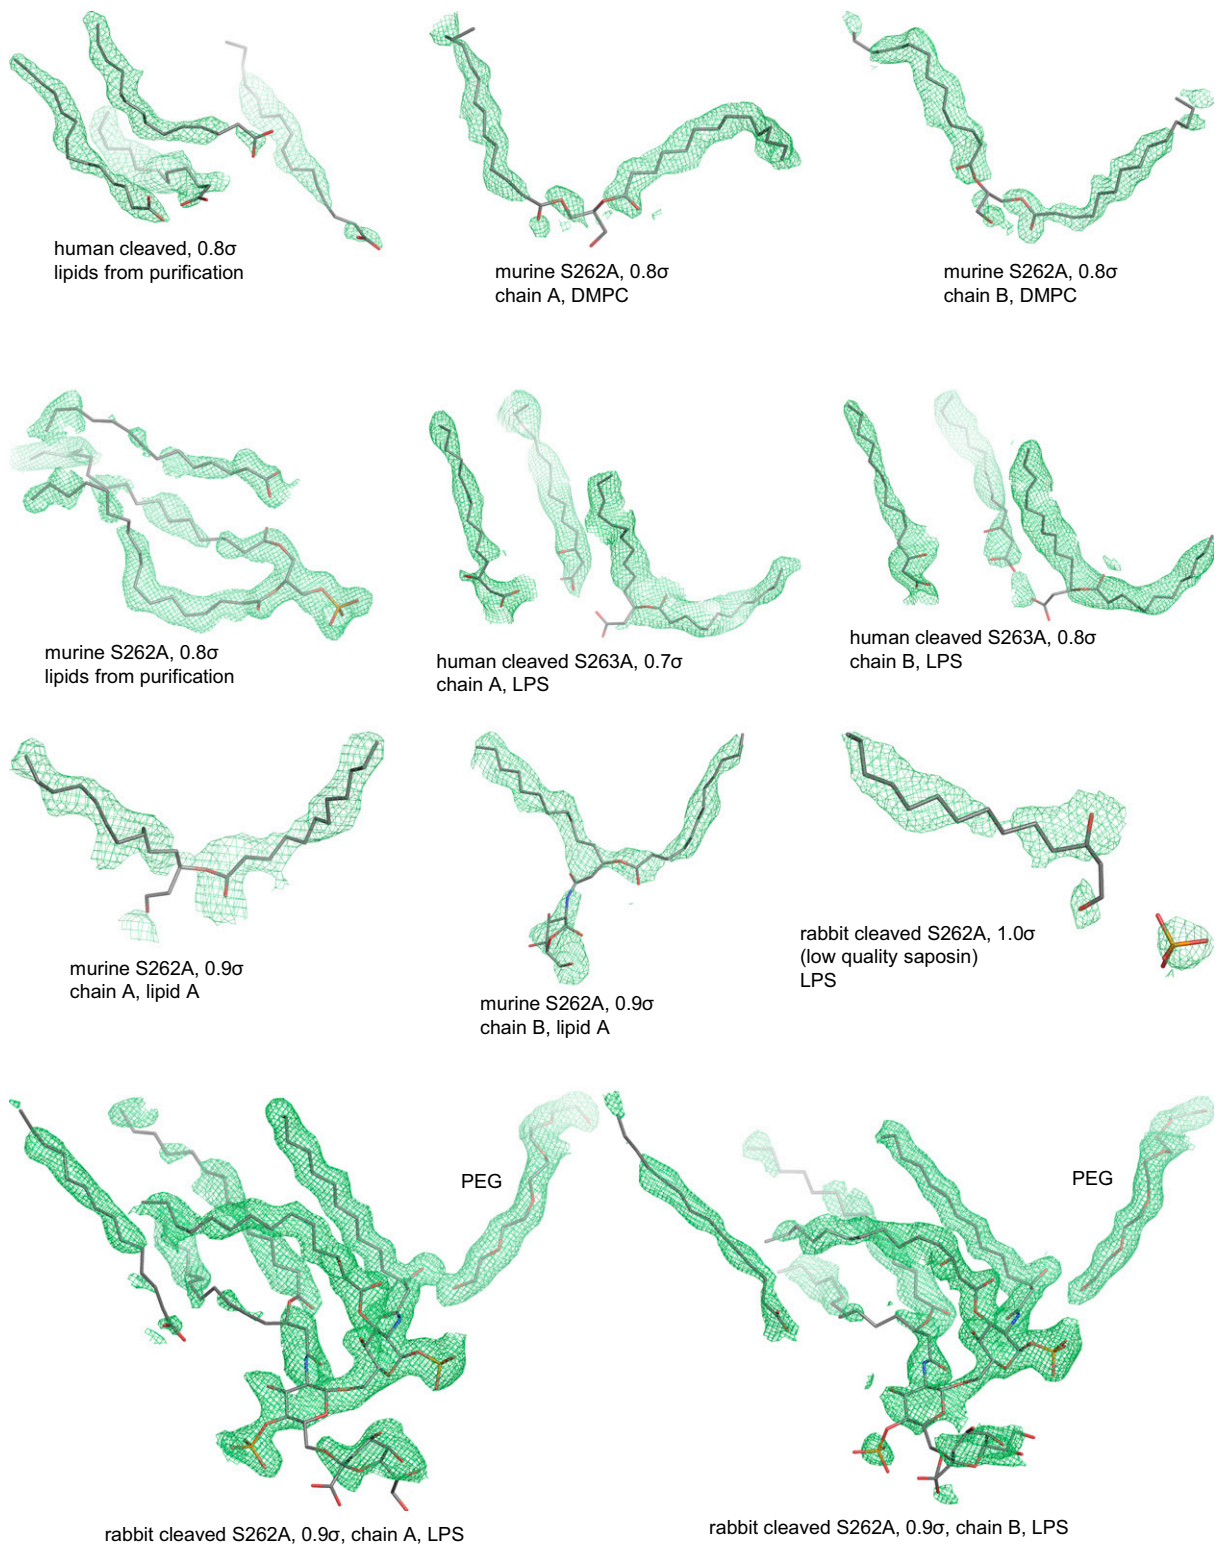 human cleaved, 0.8σ
lipids from purification
murine S262A, 0.8σ
chain A, DMPC
murine S262A, 0.8σ
chain B, DMPC
murine S262A, 0.8σ
lipids from purification
human cleaved S263A, 0.7σ
chain A, LPS
human cleaved S263A, 0.8σ
chain B, LPS
murine S262A, 0.9σ
chain A, lipid A
murine S262A, 0.9σ
chain B, lipid A
rabbit cleaved S262A, 1.0σ
(low quality saposin)
LPS
PEG
PEG
rabbit cleaved S262A, 0.9σ, chain A, LPS
rabbit cleaved S262A, 0.9σ, chain B, LPS